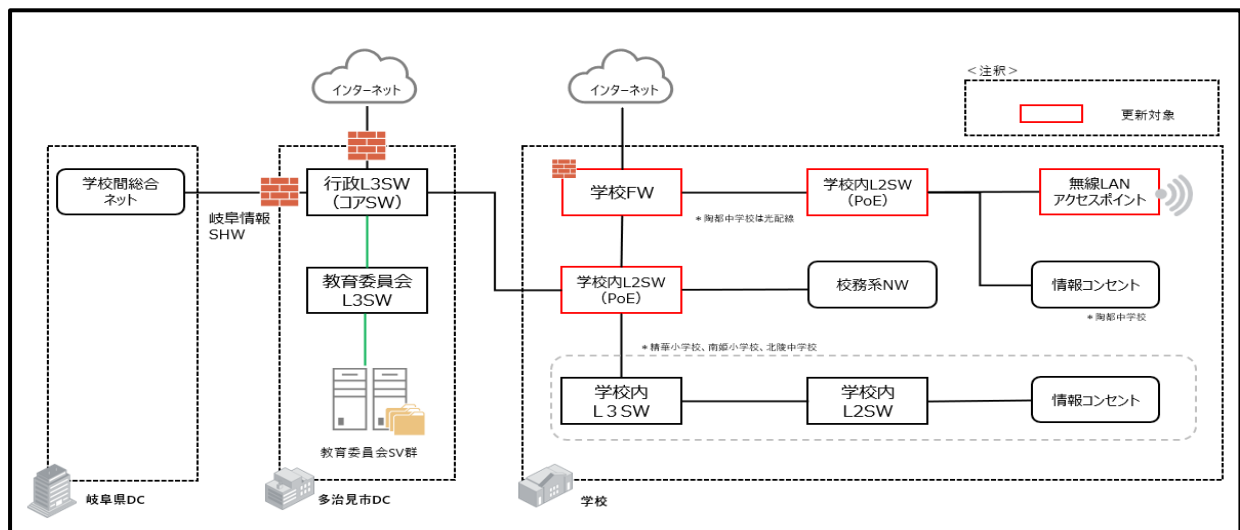 <注釈>
更新対象
インターネット
インターネット
学校間総合
ネット
岐阜情報
SHW
行政L3SW
(コアSW)
学校FW
学校内L2SW
(PoE)
無線LAN
アクセスポイント
*陶都中学校は光配線
教育委員会
L3SW
学校内L2SW
(PoE)
校務系NW
情報コンセント
*陶都中学校
*精華小学校、南姫小学校、北陵中学校
学校内
L3SW
学校内
L2SW
情報コンセント
教育委員会SV群
岐阜県DC
多治見市DC
学校